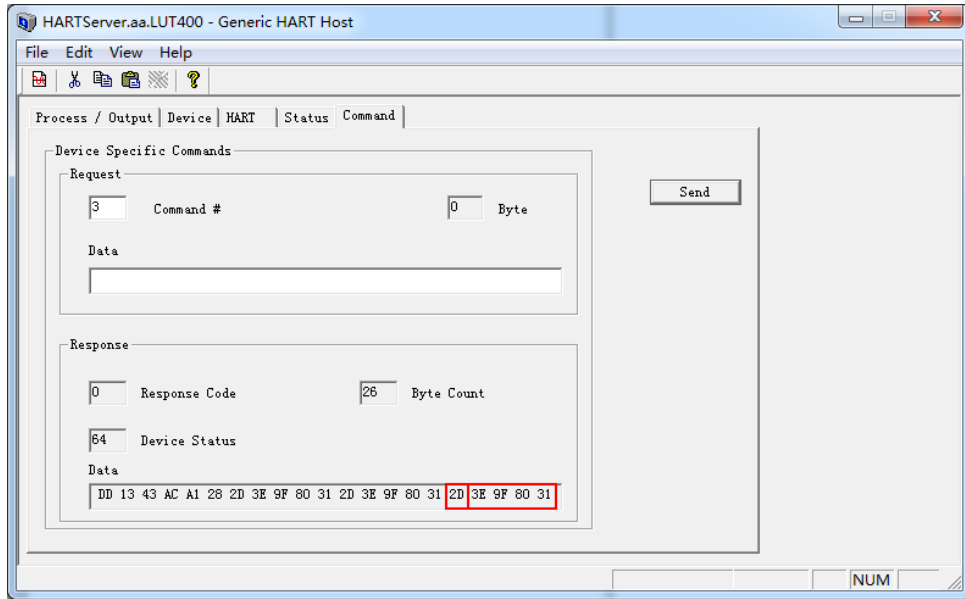 HARTServer.aa.LUT400 - Generic HART Host
File Edit View Help
Process / Output Device HART Status Command
Device Specific Commands
Request
3 Command # 0 Byte
Send
Data
Response
0 Response Code 26 Byte Count
64 Device Status
Data
DD 13 43 AC A1 28 2D 3E 9F 80 31 2D 3E 9F 80 31 2D 3E 9F 80 31
NUM